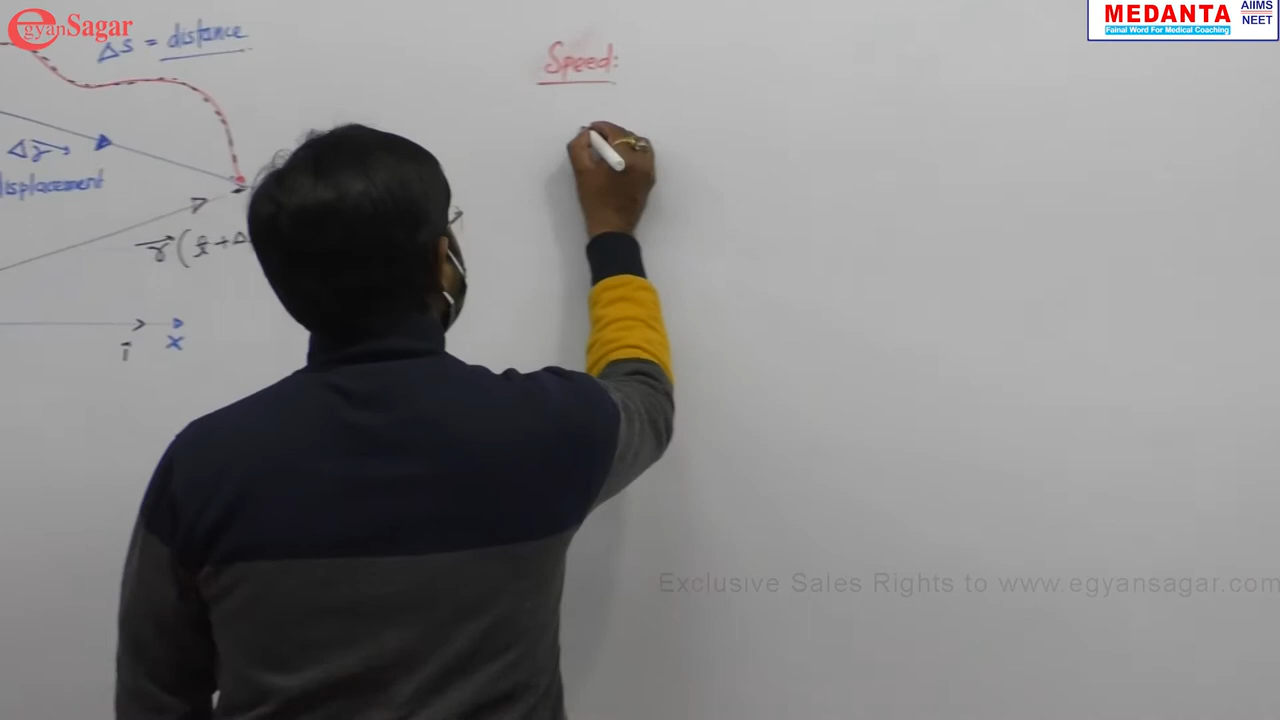 egyanSagar
MEDANTA
Fainal Word For Medical Coaching
AIIMS
NEET
Δs = distance
Speed:
Δr
displacement
r (t+Δ
i
x
Exclusive Sales Rights to www.egyansagar.com